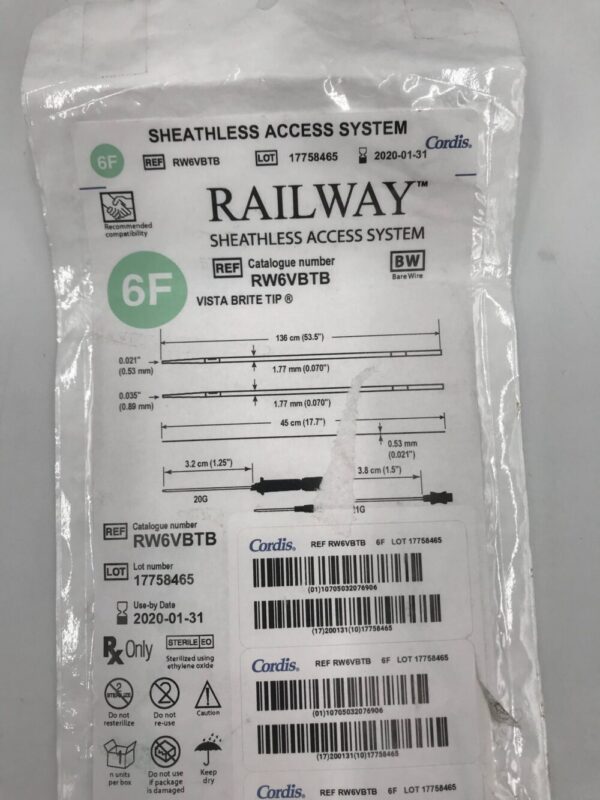 SHEATHLESS ACCESS SYSTEM
Cordis.
6F REF RW6VBTB LOT 17758465 2020-01-31
Recommended
compatibility
RAILWAY™
SHEATHLESS ACCESS SYSTEM
6F
REF Catalogue number
RW6VBTB
BW
Bare Wire
VISTA BRITE TIP ®
136 cm (53.5")
0.021"
(0.53 mm)
1.77 mm (0.070")
0.035"
(0.89 mm)
1.77 mm (0.070")
45 cm (17.7")
0.53 mm
(0.021")
3.2 cm (1.25")
3.8 cm (1.5")
20G
21G
REF Catalogue number
RW6VBTB
LOT Lot number
17758465
Use-by Date
2020-01-31
Rx Only
STERILE EO
Sterilized using
ethylene oxide
STERILIZE
Do not
resterilize
2
Do not
re-use
Caution
n units
per box
Do not use
if package
is damaged
Keep
dry
Cordis. REF RW6VBTB 6F LOT 17758465
(01)10705032076906
(17)200131(10)17758465
Cordis. REF RW6VBTB 6F LOT 17758465
(01)10705032076906
(17)200131(10)17758465
Cordis. REF RW6VBTB 6F LOT 17758465